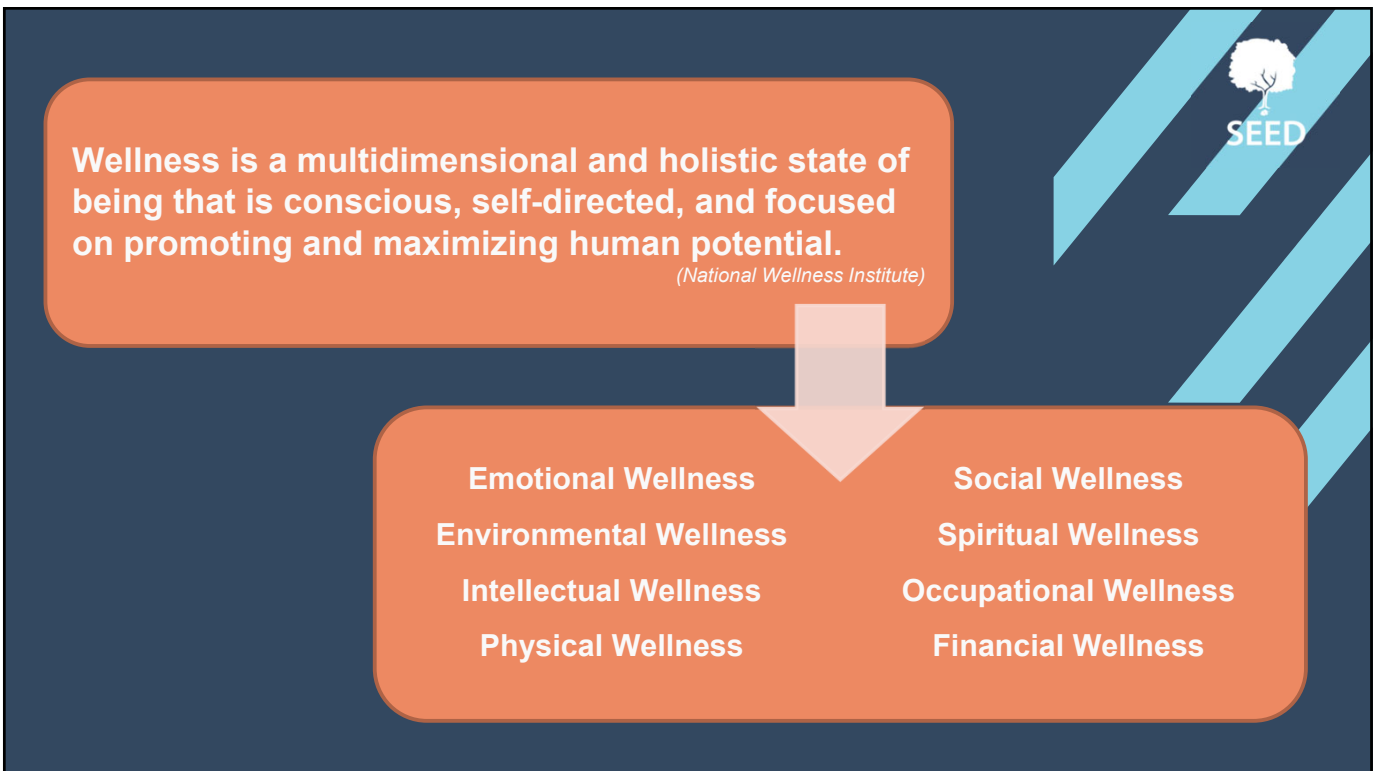 SEED
Wellness is a multidimensional and holistic state of
being that is conscious, self-directed, and focused
on promoting and maximizing human potential.
(National Wellness Institute)
Emotional Wellness
Environmental Wellness
Intellectual Wellness
Physical Wellness
Social Wellness
Spiritual Wellness
Occupational Wellness
Financial Wellness